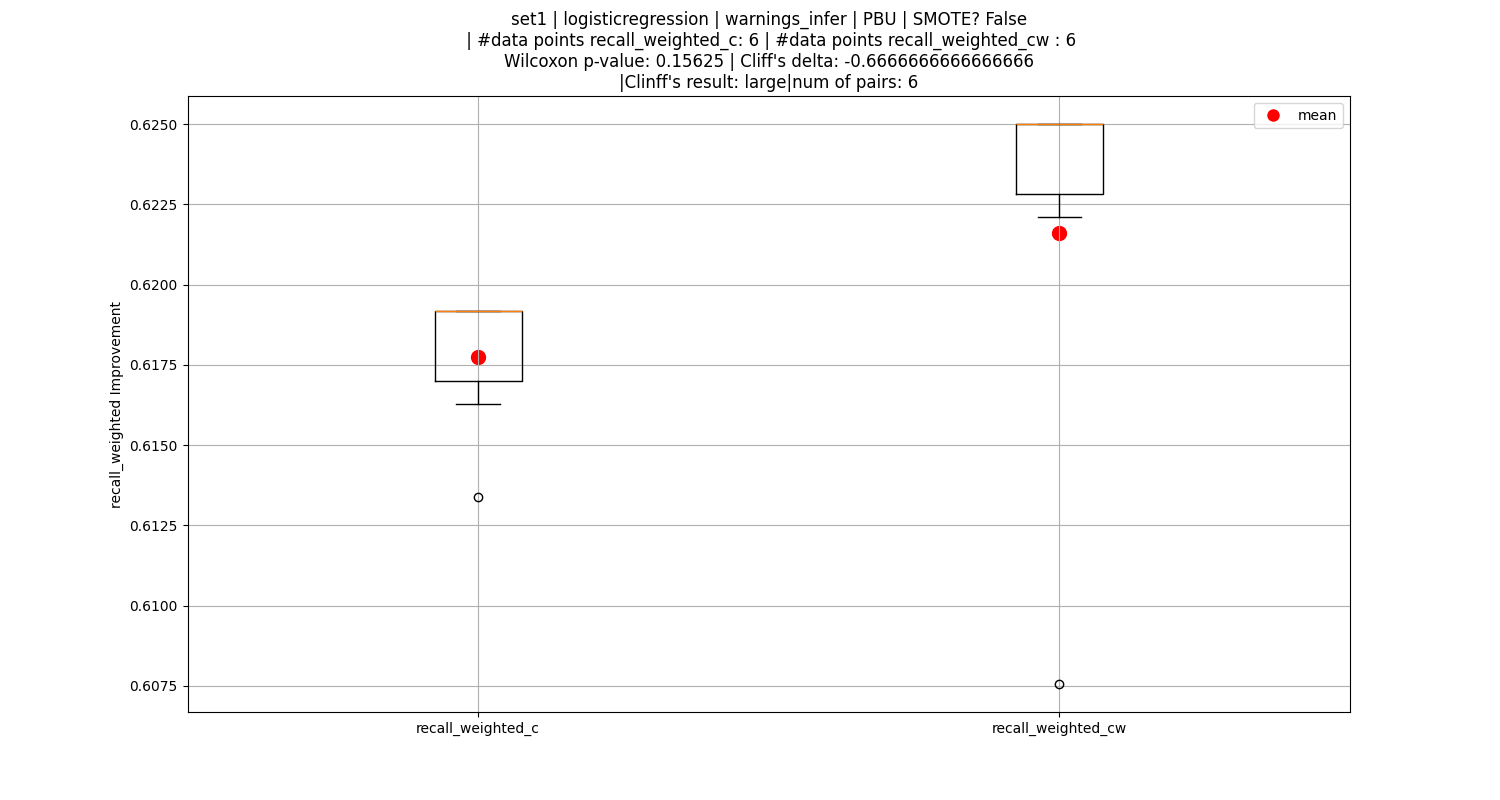 set1 | logisticregression | warnings_infer | PBU | SMOTE? False
| #data points recall_weighted_c: 6 | #data points recall_weighted_cw : 6
Wilcoxon p-value: 0.15625 | Cliff's delta: -0.6666666666666666
|Clinff's result: large|num of pairs: 6
mean
recall_weighted Improvement
0.6250
0.6225
0.6200
0.6175
0.6150
0.6125
0.6100
0.6075
recall_weighted_c
recall_weighted_cw